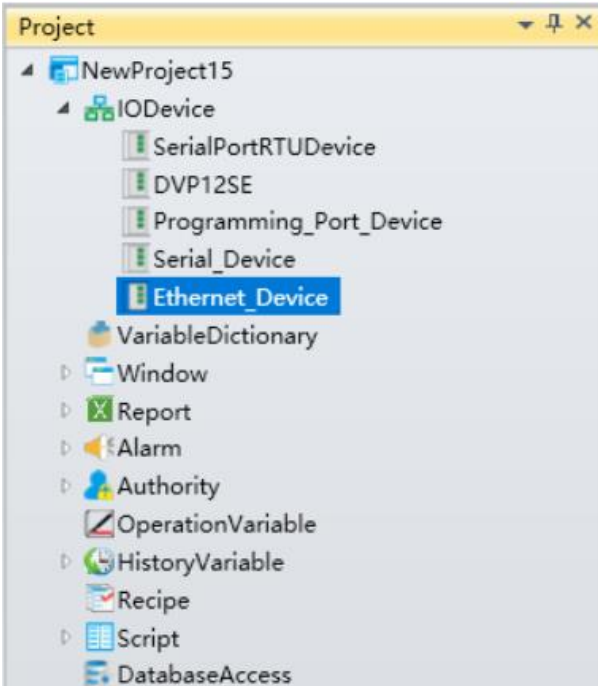 Project
NewProject15
IODevice
SerialPortRTUDevice
DVP12SE
Programming_Port_Device
Serial_Device
Ethernet_Device
VariableDictionary
Window
Report
Alarm
Authority
OperationVariable
HistoryVariable
Recipe
Script
DatabaseAccess